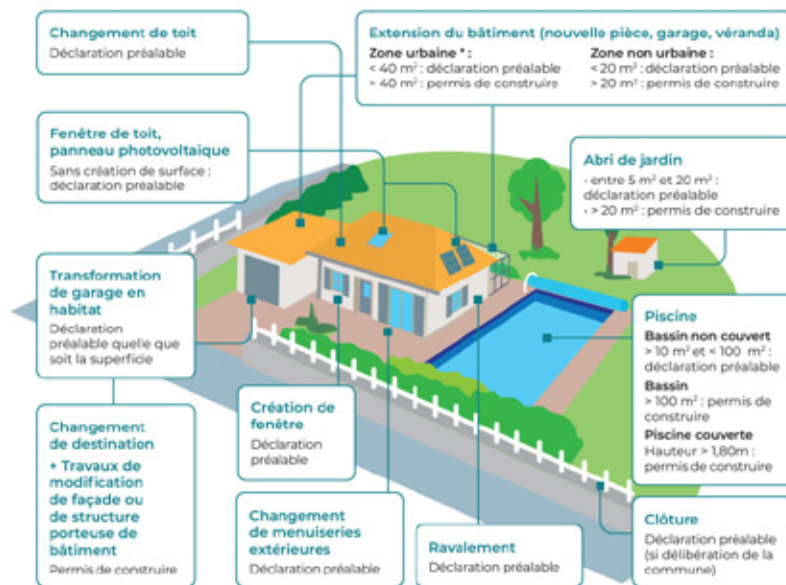 Changement de toit
Déclaration préalable
Extension du bâtiment (nouvelle pièce, garage, véranda)
Zone urbaine * :
< 40 m² : déclaration préalable
> 40 m² : permis de construire
Zone non urbaine :
< 20 m² : déclaration préalable
> 20 m² : permis de construire
Fenêtre de toit,
panneau photovoltaïque
Sans création de surface :
déclaration préalable
Abri de jardin
- entre 5 m² et 20 m² :
déclaration préalable
- > 20 m² : permis de construire
Transformation
de garage en
habitat
Déclaration
préalable quelle que
soit la superficie
Piscine
Bassin non couvert
> 10 m² et < 100 m² :
déclaration préalable
Bassin
> 100 m² : permis de
construire
Piscine couverte
Hauteur > 1,80m :
permis de construire
Changement
de destination
+ Travaux de
modification
de façade ou
de structure
porteuse de
bâtiment
Permis de construire
Création de
fenêtre
Déclaration
préalable
Changement
de menuiseries
extérieures
Déclaration préalable
Ravalement
Déclaration préalable
Clôture
Déclaration préalable
(si délibération de la
commune)